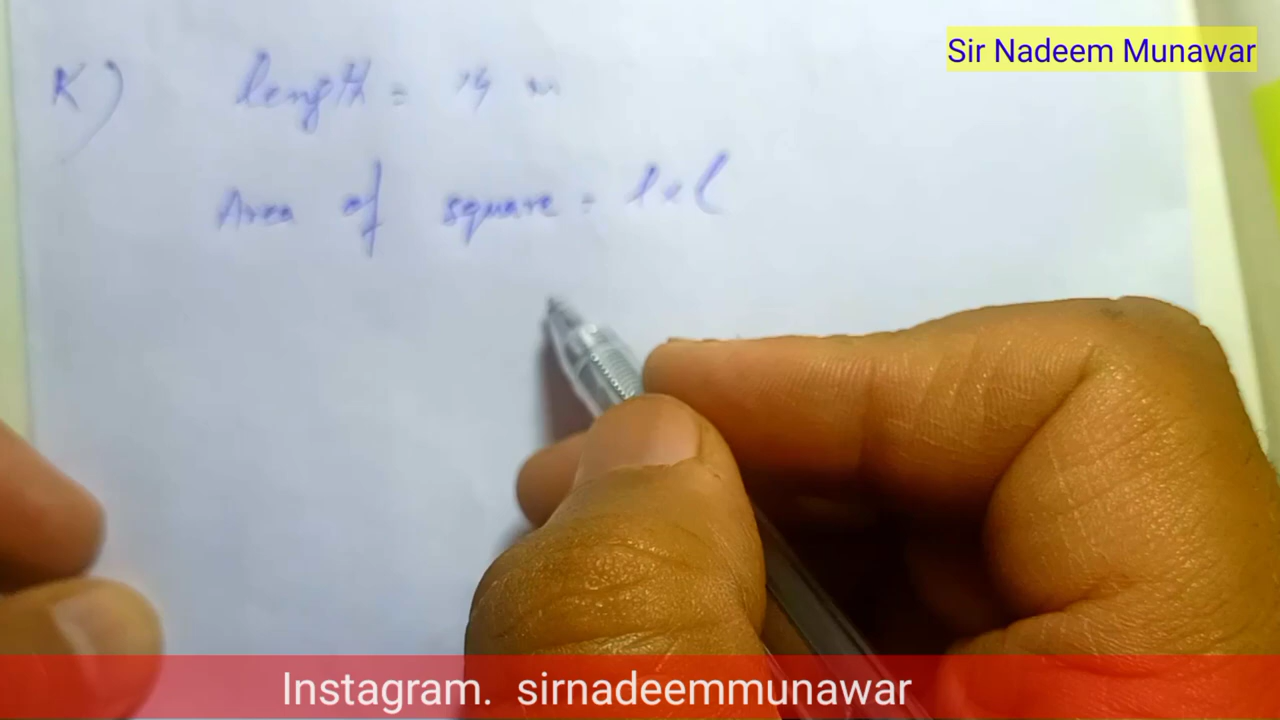 Sir Nadeem Munawar
K) length = 14 m
Area of square = l×l
Instagram. sirnadeemmunawar